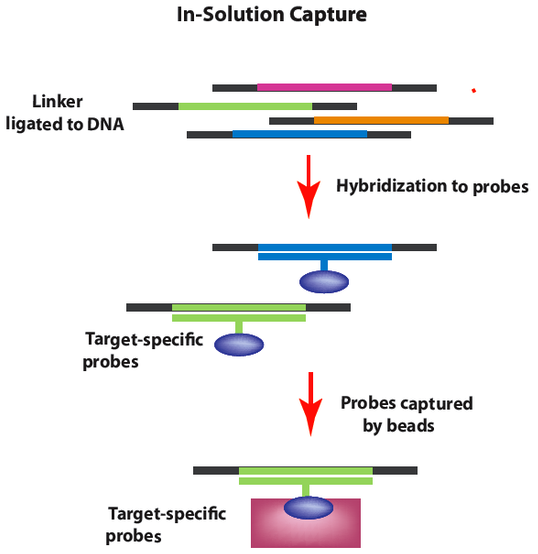 In-Solution Capture
Linker
ligated to DNA
Hybridization to probes
Target-specific
probes
Probes captured
by beads
Target-specific
probes